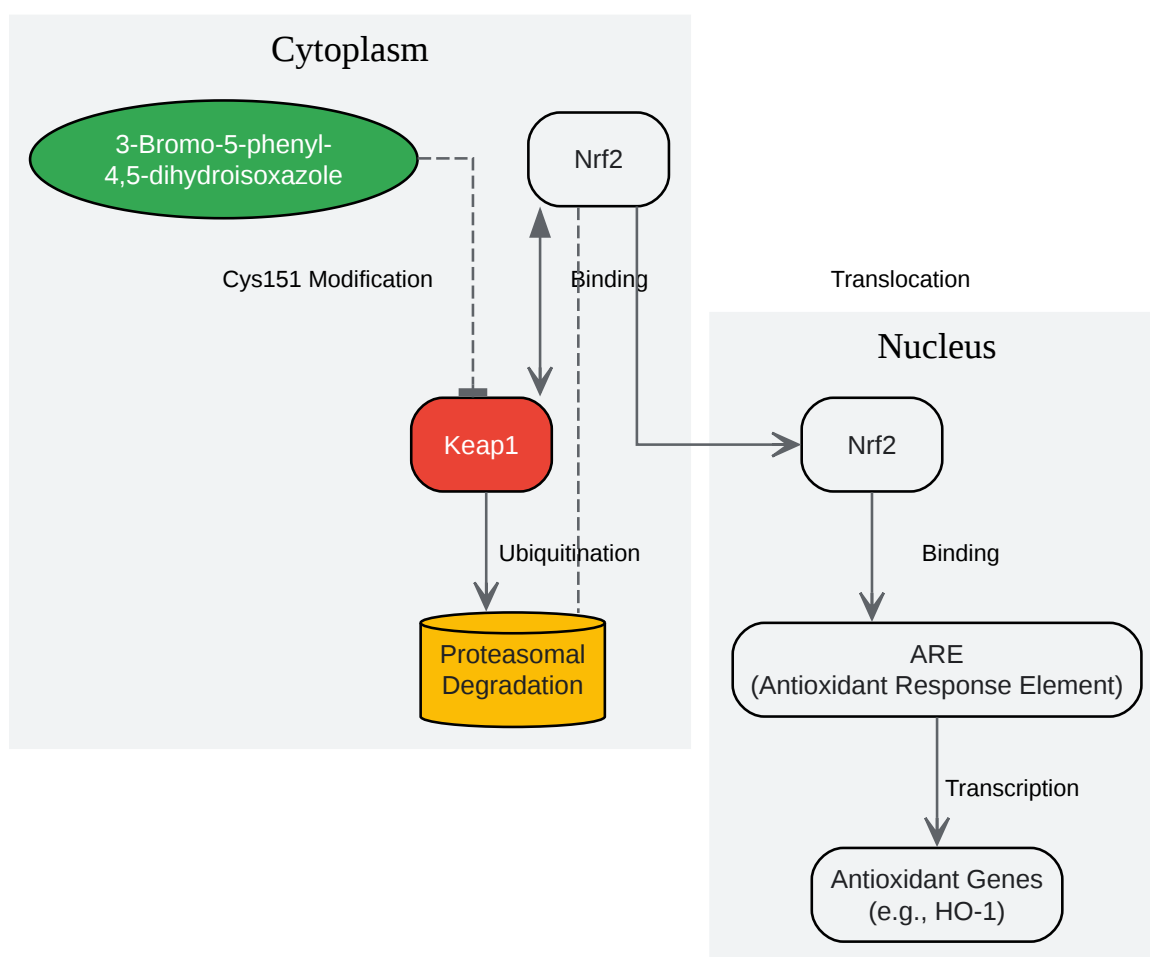 Cytoplasm
3-Bromo-5-phenyl-
4,5-dihydroisoxazole
Nrf2
Cys151 Modification
Binding
Translocation
Nucleus
Keap1
Nrf2
Ubiquitination
Binding
Proteasomal
Degradation
ARE
(Antioxidant Response Element)
Transcription
Antioxidant Genes
(e.g., HO-1)